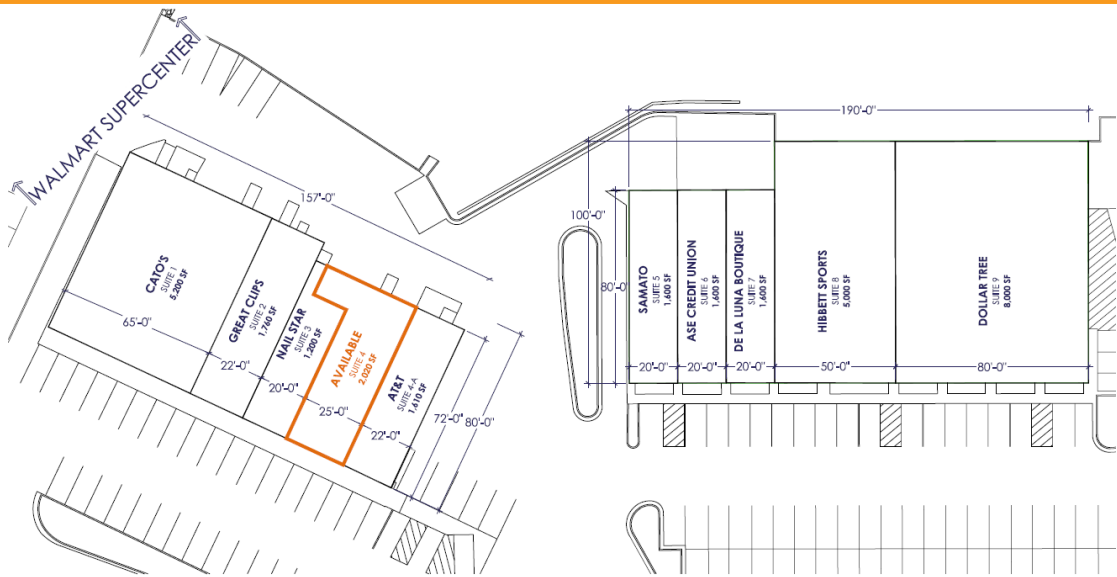 WALMART SUPERCENTER
157'-0"
CATO'S
SUITE 1
5,200 SF
65'-0"
GREAT CLIPS
SUITE 2
1,760 SF
22'-0"
NAIL STAR
SUITE 3
1,200 SF
20'-0"
AVAILABLE
SUITE 4
2,020 SF
25'-0"
AT&T
SUITE 4-A
1,610 SF
22'-0"
72'-0"
80'-0"
190'-0"
100'-0"
80'-0"
SAMATO
SUITE 5
1,600 SF
20'-0"
ASE CREDIT UNION
SUITE 6
1,600 SF
20'-0"
DE LA LUNA BOUTIQUE
SUITE 7
1,600 SF
20'-0"
HIBBETT SPORTS
SUITE 8
5,000 SF
50'-0"
DOLLAR TREE
SUITE 9
8,000 SF
80'-0"